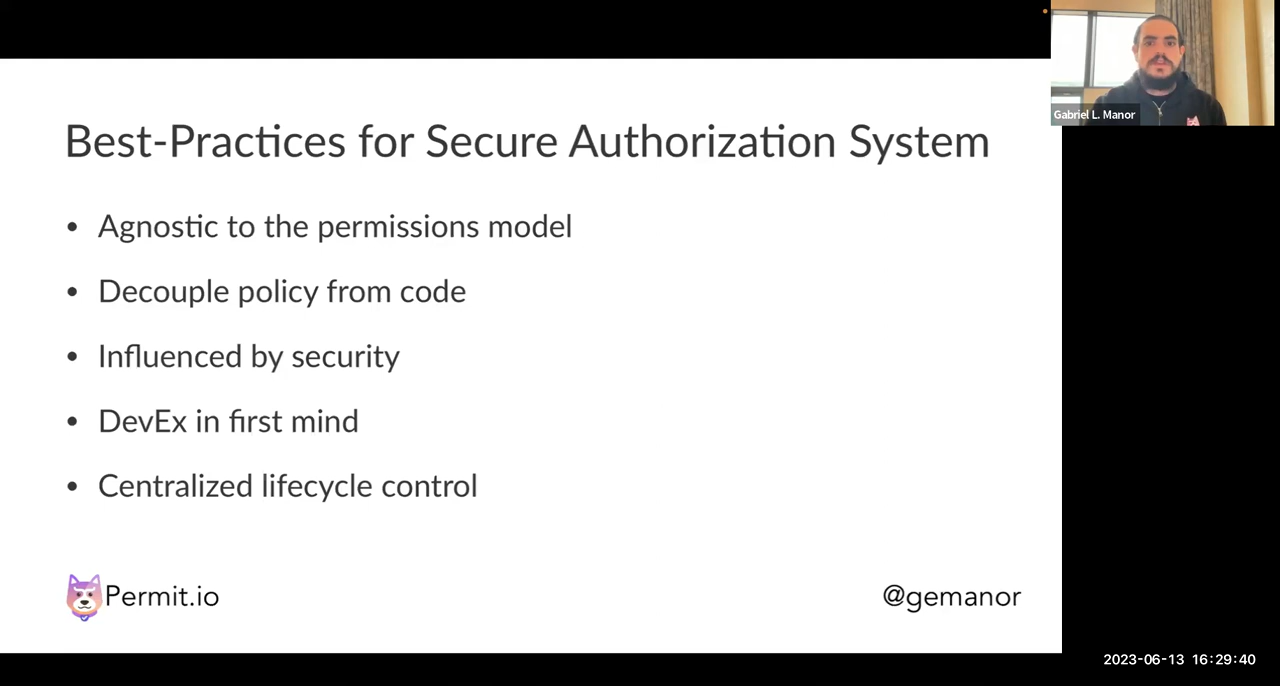 Gabriel L. Manor
Best-Practices for Secure Authorization System
• Agnostic to the permissions model
• Decouple policy from code
• Influenced by security
• DevEx in first mind
• Centralized lifecycle control
Permit.io
@gemanor
2023-06-13 16:29:40